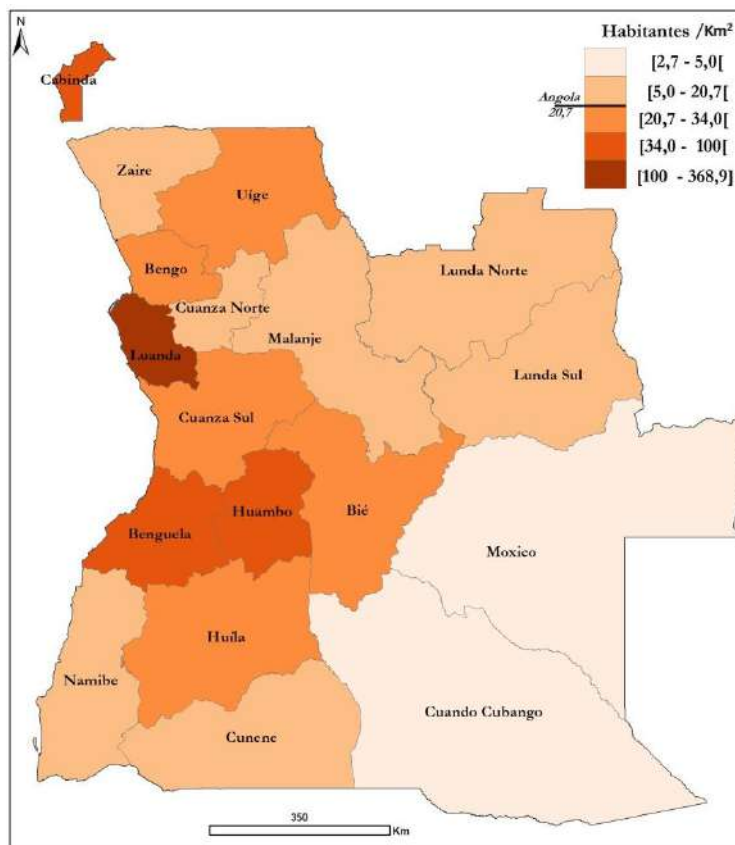 N
Habitantes /Km²
[2,7 - 5,0[
[5,0 - 20,7[
Angola
20,7
[20,7 - 34,0[
[34,0 - 100[
[100 - 368,9]
Cabinda
Zaire
Uíge
Bengo
Lunda Norte
Cuanza Norte
Malanje
Luanda
Lunda Sul
Cuanza Sul
Huambo
Bié
Benguela
Moxico
Huíla
Namibe
Cuando Cubango
Cunene
350
Km